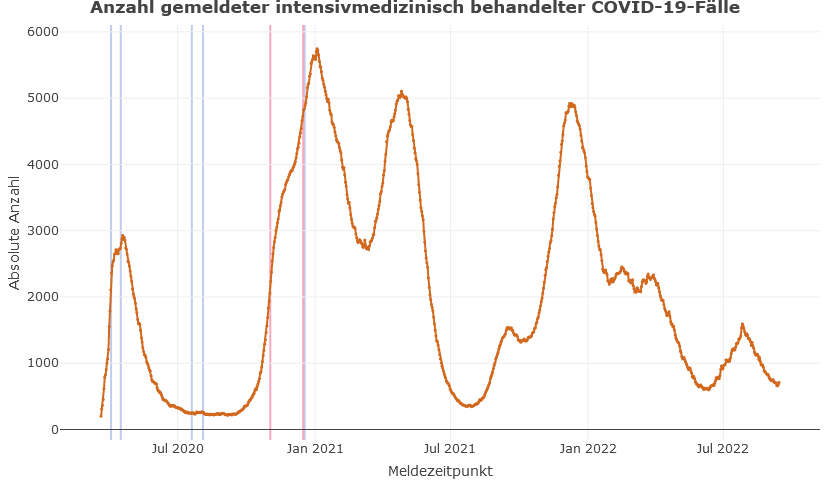 Anzahl gemeldeter intensivmedizinisch behandelter COVID-19-Fälle
6000
5000
4000
3000
2000
1000
0
Absolute Anzahl
Jul 2020
Jan 2021
Jul 2021
Jan 2022
Jul 2022
Meldezeitpunkt